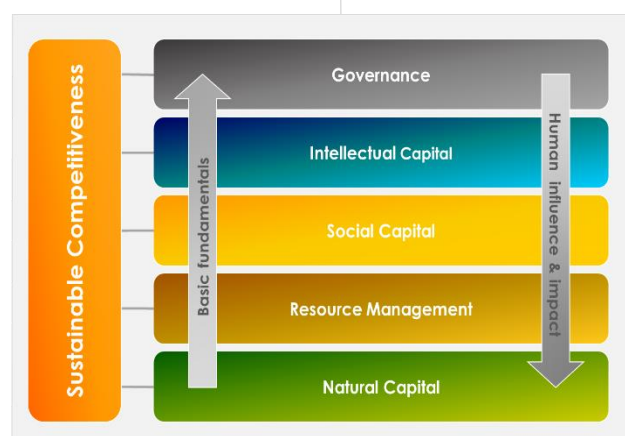 Sustainable Competitiveness
Governance
Intellectual Capital
Social Capital
Resource Management
Natural Capital
Basic fundamentals
Human influence & impact